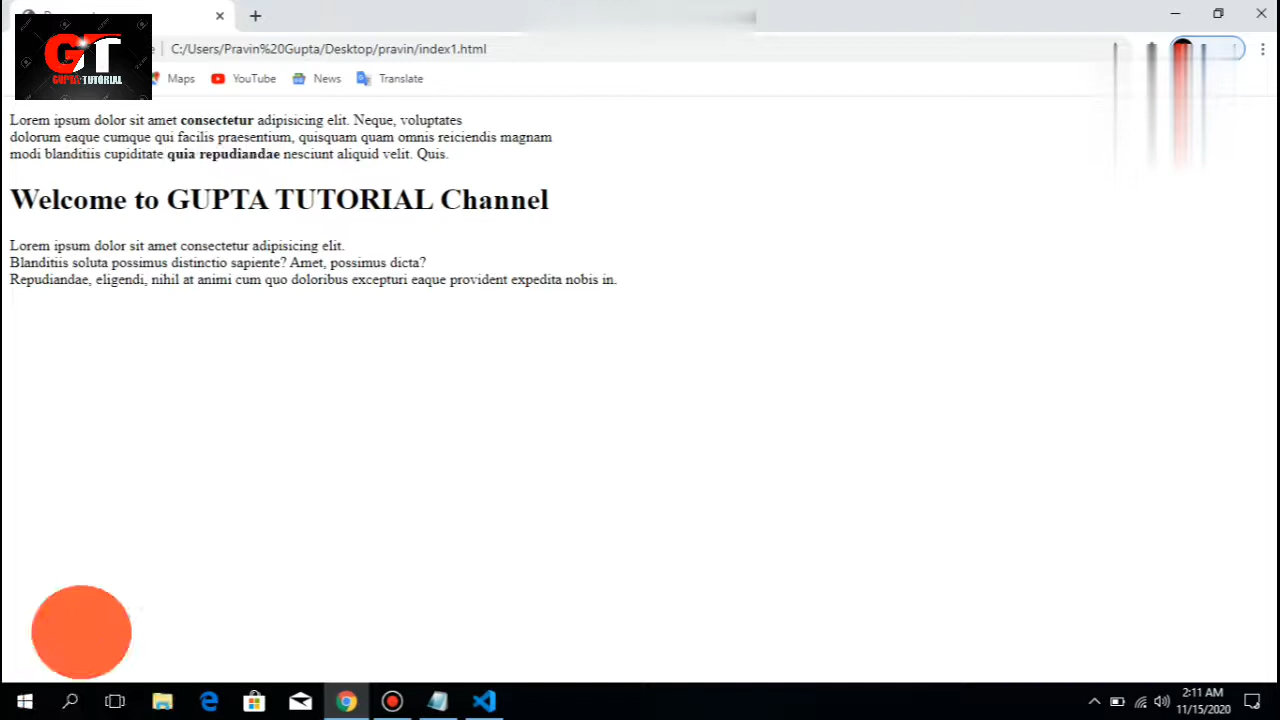 GT
GUPTA TUTORIAL
C:/Users/Pravin%20Gupta/Desktop/pravin/index1.html
Maps
YouTube
News
Translate
Lorem ipsum dolor sit amet consectetur adipisicing elit. Neque, voluptates
dolorum eaque cumque qui facilis praesentium, quisquam quam omnis reiciendis magnam
modi blanditiis cupiditate quia repudiandae nesciunt aliquid velit. Quis.
Welcome to GUPTA TUTORIAL Channel
Lorem ipsum dolor sit amet consectetur adipisicing elit.
Blanditiis soluta possimus distinctio sapiente? Amet, possimus dicta?
Repudiandae, eligendi, nihil at animi cum quo doloribus excepturi eaque provident expedita nobis in.
2:11 AM
11/15/2020